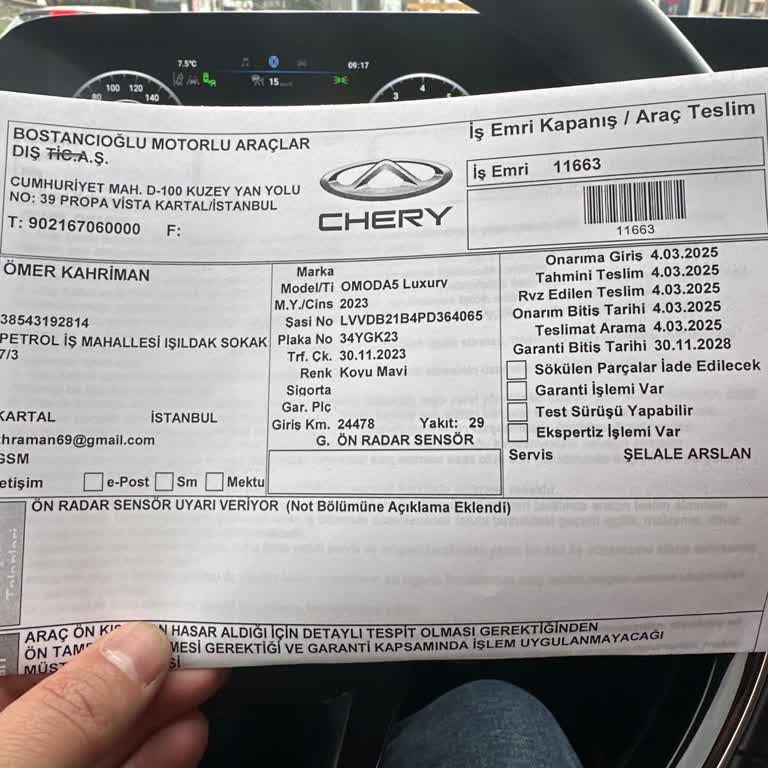 7.5°C
09:17
100
120
80
140
15
3
4
5
BOSTANCIOĞLU MOTORLU ARAÇLAR
DIŞ TİC.A.Ş.
CUMHURİYET MAH. D-100 KUZEY YAN YOLU
NO: 39 PROPA VİSTA KARTAL/İSTANBUL
T: 902167060000 F:
CHERY
İş Emri Kapanış / Araç Teslim
İş Emri 11663
11663
ÖMER KAHRİMAN
38543192814
PETROL İŞ MAHALLESİ IŞILDAK SOKAK
7/3
KARTAL İSTANBUL
hraman69@gmail.com
GSM
etişim e-Post Sm Mektu
Marka
Model/Ti OMODA5 Luxury
M.Y./Cins 2023
Şasi No LVVDB21B4PD364065
Plaka No 34YGK23
Trf. Çk. 30.11.2023
Renk Koyu Mavi
Sigorta
Gar. Plç
Giriş Km. 24478 Yakıt: 29
G. ÖN RADAR SENSÖR
Onarıma Giriş 4.03.2025
Tahmini Teslim 4.03.2025
Rvz Edilen Teslim 4.03.2025
Onarım Bitiş Tarihi 4.03.2025
Teslimat Arama 4.03.2025
Garanti Bitiş Tarihi 30.11.2028
Sökülen Parçalar İade Edilecek
Garanti İşlemi Var
Test Sürüşü Yapabilir
Ekspertiz İşlemi Var
Servis ŞELALE ARSLAN
ÖN RADAR SENSÖR UYARI VERİYOR (Not Bölümüne Açıklama Eklendi)
ARAÇ ÖN HASAR ALDIĞI İÇİN DETAYLI TESPİT OLMASI GEREKTİĞİNDEN
ÖN GEREKTİĞİ VE GARANTİ KAPSAMINDA İŞLEM UYGULANMAYACAĞI